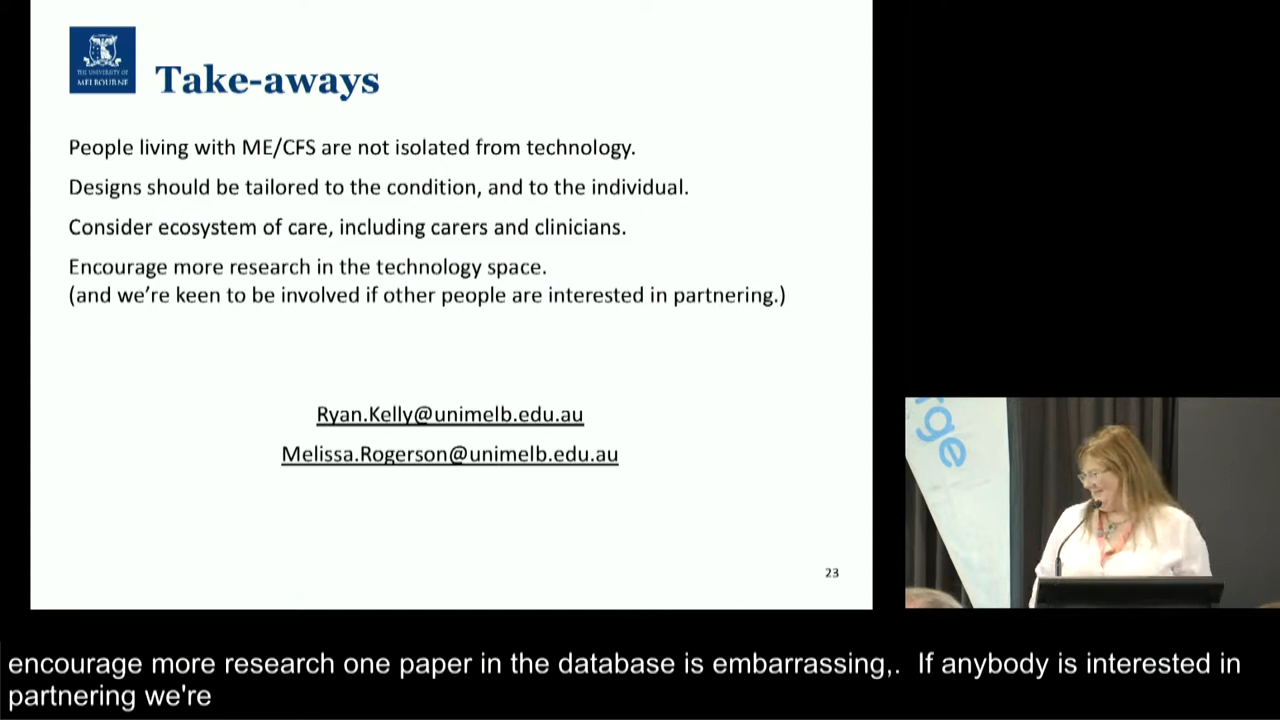 THE UNIVERSITY OF
MELBOURNE
Take-aways
People living with ME/CFS are not isolated from technology.
Designs should be tailored to the condition, and to the individual.
Consider ecosystem of care, including carers and clinicians.
Encourage more research in the technology space.
(and we're keen to be involved if other people are interested in partnering.)
Ryan.Kelly@unimelb.edu.au
Melissa.Rogerson@unimelb.edu.au
23
rge
encourage more research one paper in the database is embarrassing,.  If anybody is interested in
partnering we're